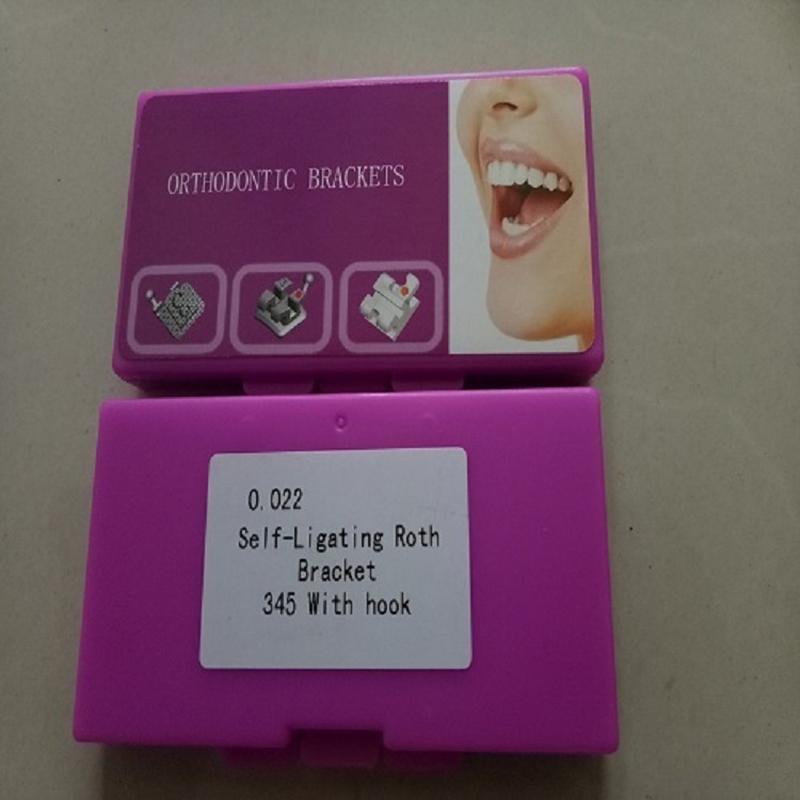 ORTHODONTIC BRACKETS
0.022
Self-Ligating Roth
Bracket
345 With hook